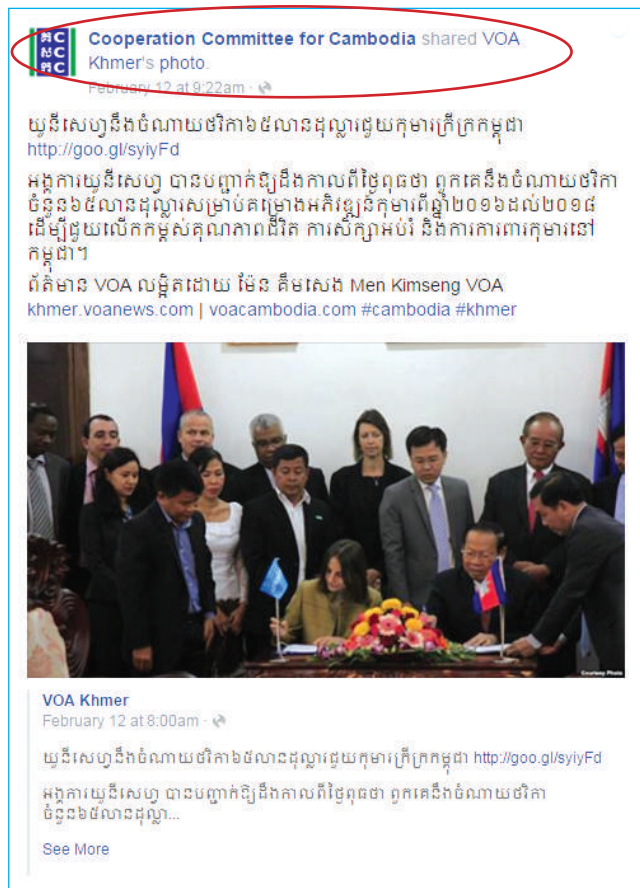 Cooperation Committee for Cambodia shared VOA
Khmer's photo.
February 12 at 9:22am ·
យូនីសេហ្វនឹងចំណាយថវិកា៦៥លានដុល្លារជួយកុមារក្រីក្រកម្ពុជា
http://goo.gl/syiyFd
អង្គការយូនីសេហ្វ បានបញ្ជាក់ឱ្យដឹងកាលពីថ្ងៃពុធថា ពួកគេនឹងចំណាយថវិកា
ចំនួន៦៥លានដុល្លារសម្រាប់គម្រោងអភិវឌ្ឍន៍កុមារពីឆ្នាំ២០១៦ដល់២០១៨
ដើម្បីជួយលើកកម្ពស់គុណភាពជីវិត ការសិក្សាអប់រំ និងការការពារកុមារនៅ
កម្ពុជា។
ព័ត៌មាន VOA លម្អិតដោយ ម៉ែន គឹមសេង Men Kimseng VOA
khmer.voanews.com | voacambodia.com #cambodia #khmer
Courtesy Photo
VOA Khmer
February 12 at 8:00am ·
យូនីសេហ្វនឹងចំណាយថវិកា៦៥លានដុល្លារជួយកុមារក្រីក្រកម្ពុជា http://goo.gl/syiyFd
អង្គការយូនីសេហ្វ បានបញ្ជាក់ឱ្យដឹងកាលពីថ្ងៃពុធថា ពួកគេនឹងចំណាយថវិកា
ចំនួន៦៥លានដុល្លា...
See More